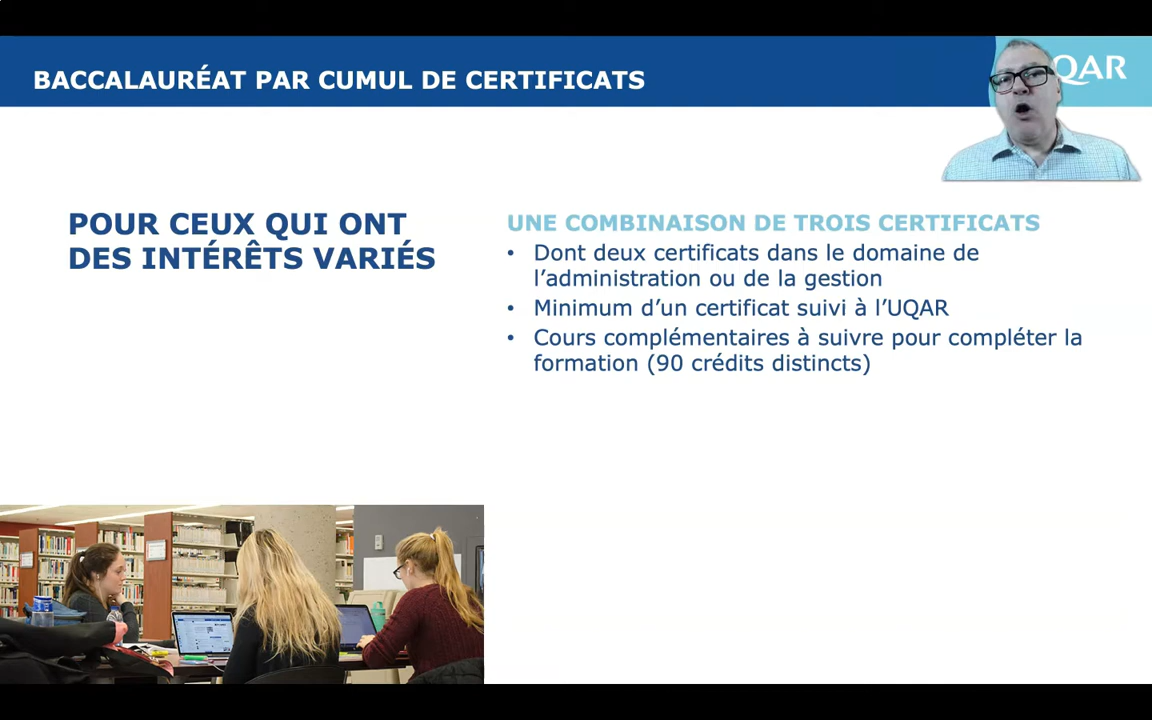 BACCALAURÉAT PAR CUMUL DE CERTIFICATS
QAR
POUR CEUX QUI ONT
DES INTÉRÊTS VARIÉS
UNE COMBINAISON DE TROIS CERTIFICATS
• Dont deux certificats dans le domaine de
l’administration ou de la gestion
• Minimum d’un certificat suivi à l’UQAR
• Cours complémentaires à suivre pour compléter la
formation (90 crédits distincts)